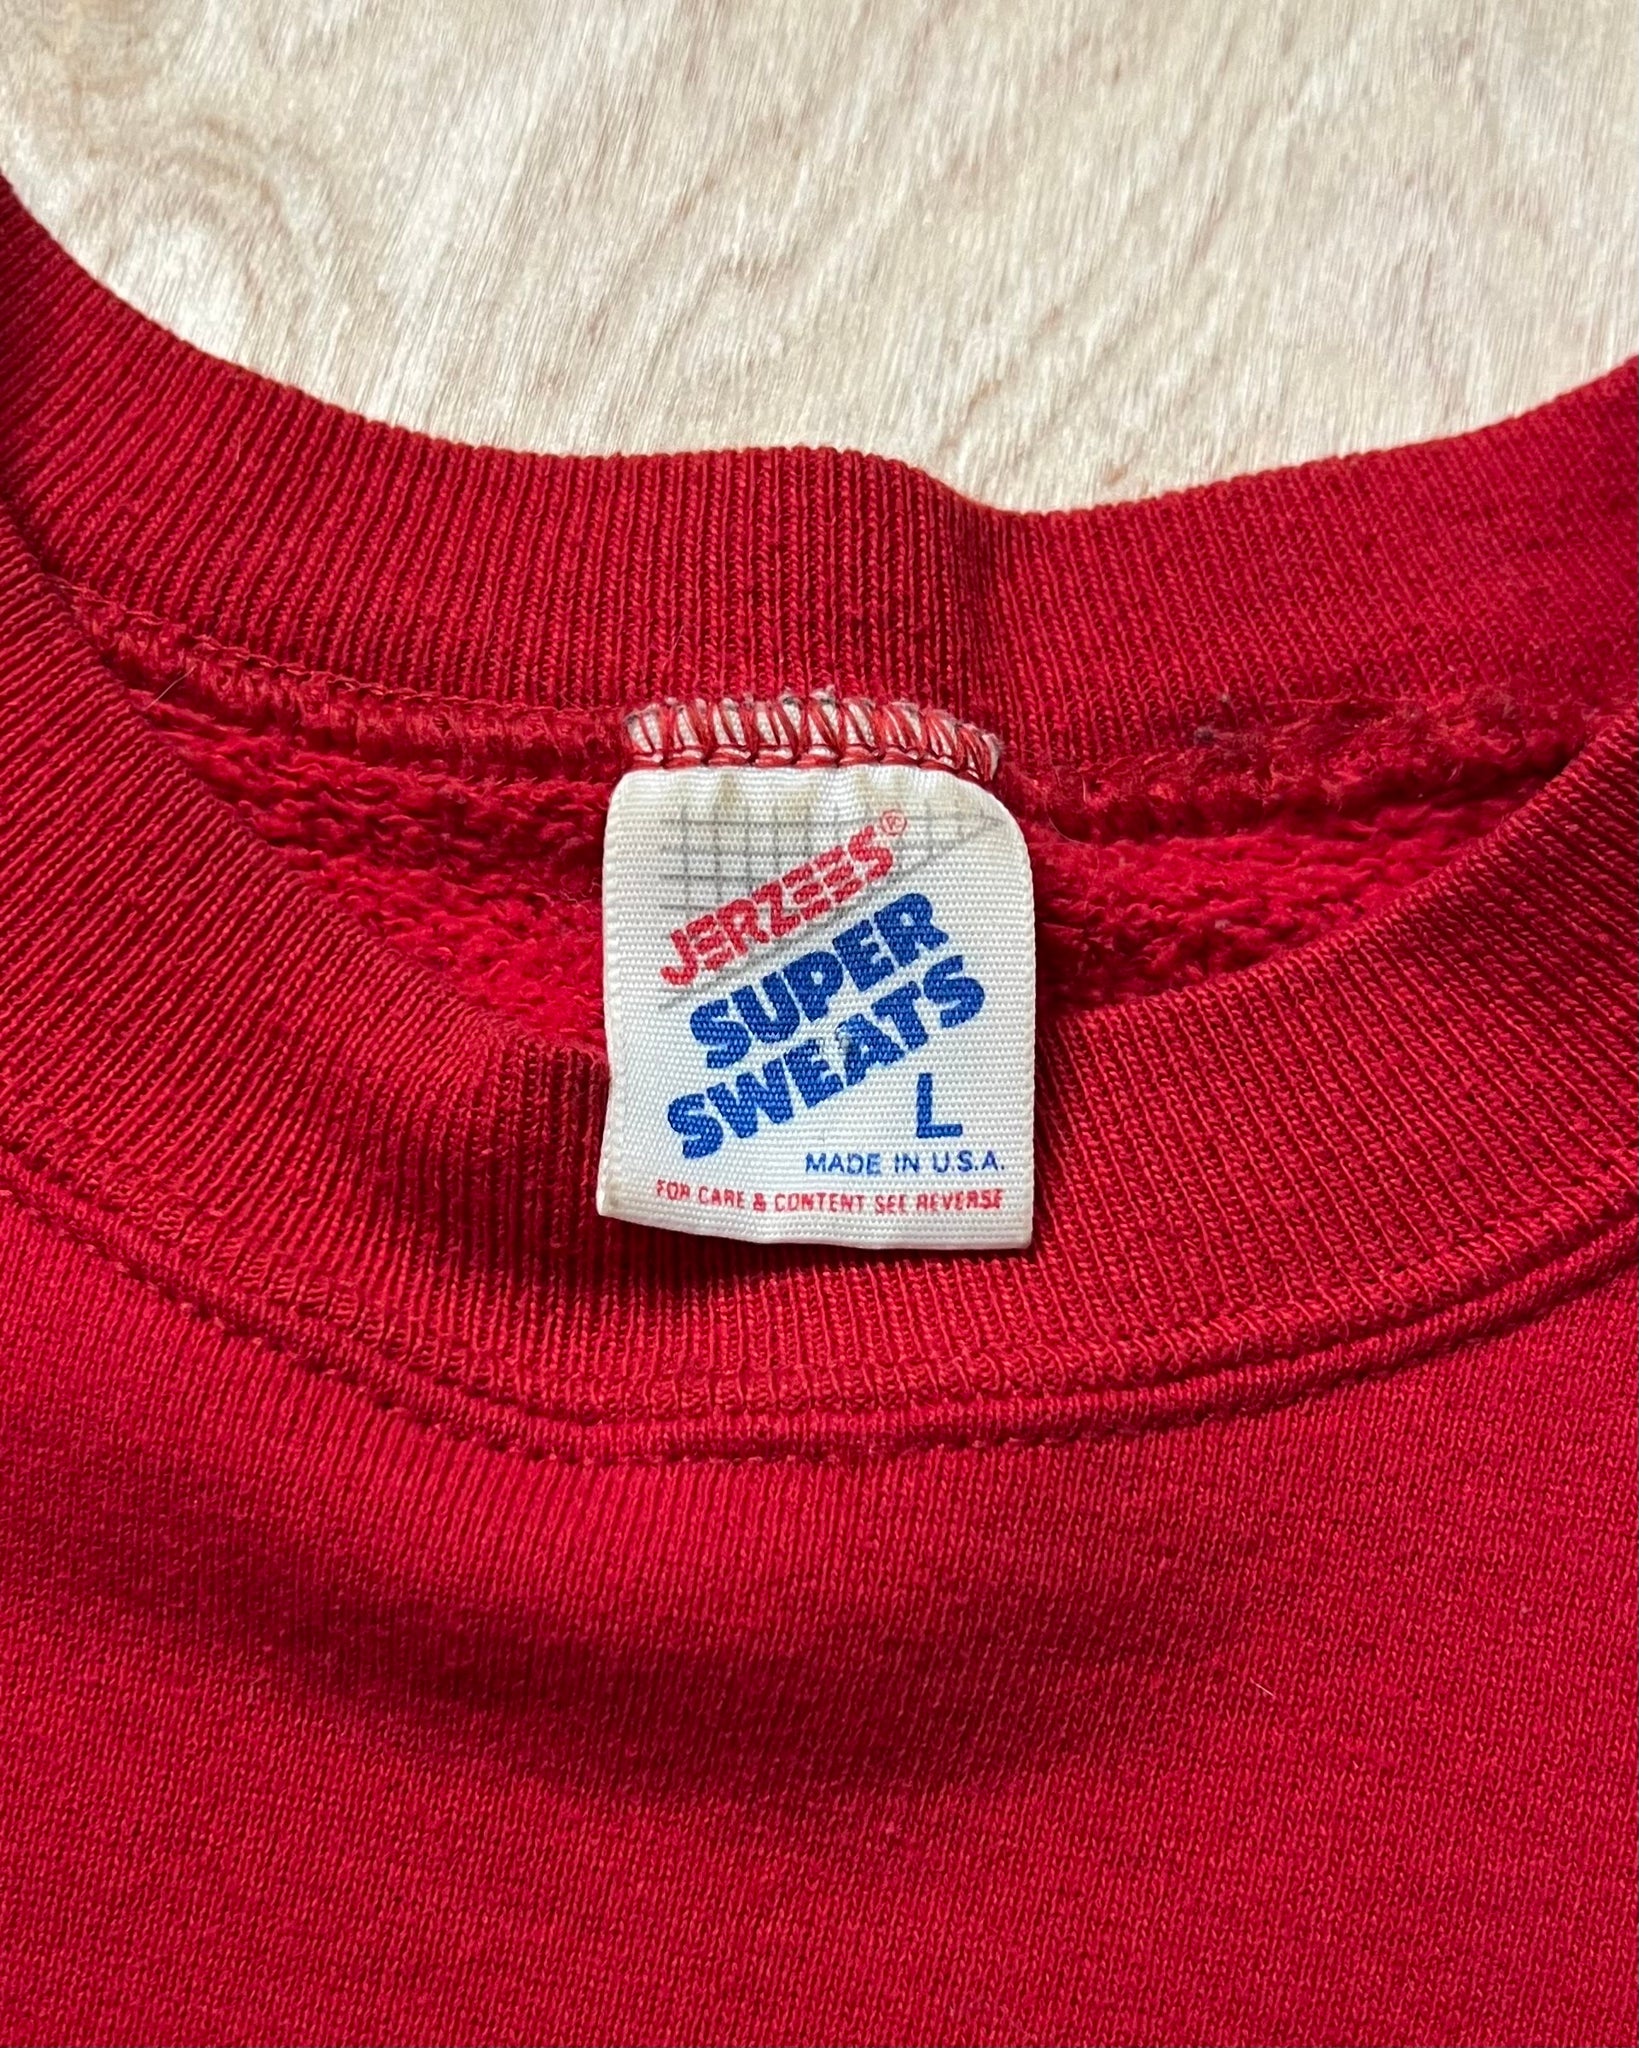 JERZEES®
SUPER
SWEATS
L
MADE IN U.S.A.
FOR CARE & CONTENT SEE REVERSE